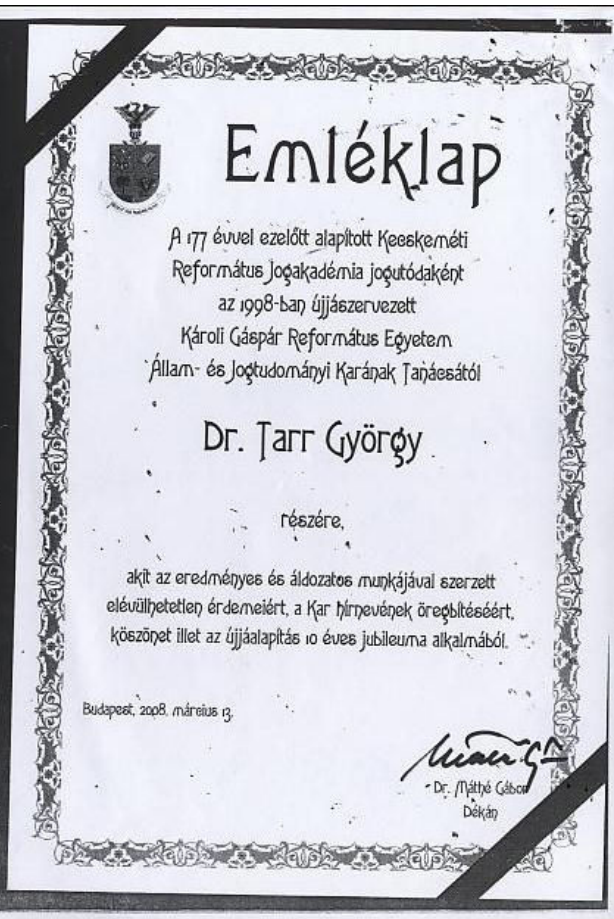 Emléklap
A 177 évvel ezelőtt alapított Kecskeméti
Református Jogakadémia jogutódaként
az 1998-ban újjászervezett
Károli Gáspár Református Egyetem
Állam- és Jogtudományi Karának Tanácsától
Dr. Tarr György
részére,
akit az eredményes és áldozatos munkájával szerzett
elévülhetetlen érdemeiért, a Kar hírnevének öregbítéséért,
köszönet illet az újjáalapítás 10 éves jubileuma alkalmából.
Budapest, 2008. március 13.
Dr. Máthé Gábor
Dékán